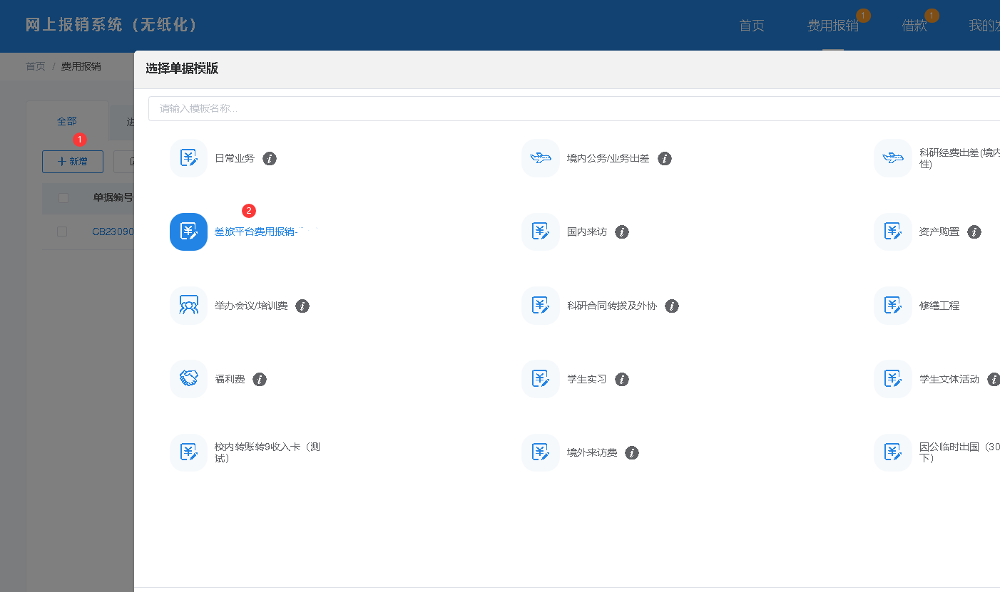 网上报销系统（无纸化）
首页
费用报销
1
借款
1
我的
首页 / 费用报销
选择单据模版
请输入模板名称...
全部
1
+ 新增
单据编号
CB23090
日常业务
境内公务/业务出差
科研经费出差(境内
性)
2
差旅平台费用报销-
国内来访
资产购置
举办会议/培训费
科研合同转拨及外协
修缮工程
福利费
学生实习
学生文体活动
校内转账转9收入卡（测
试）
境外来访费
因公临时出国（30
下）